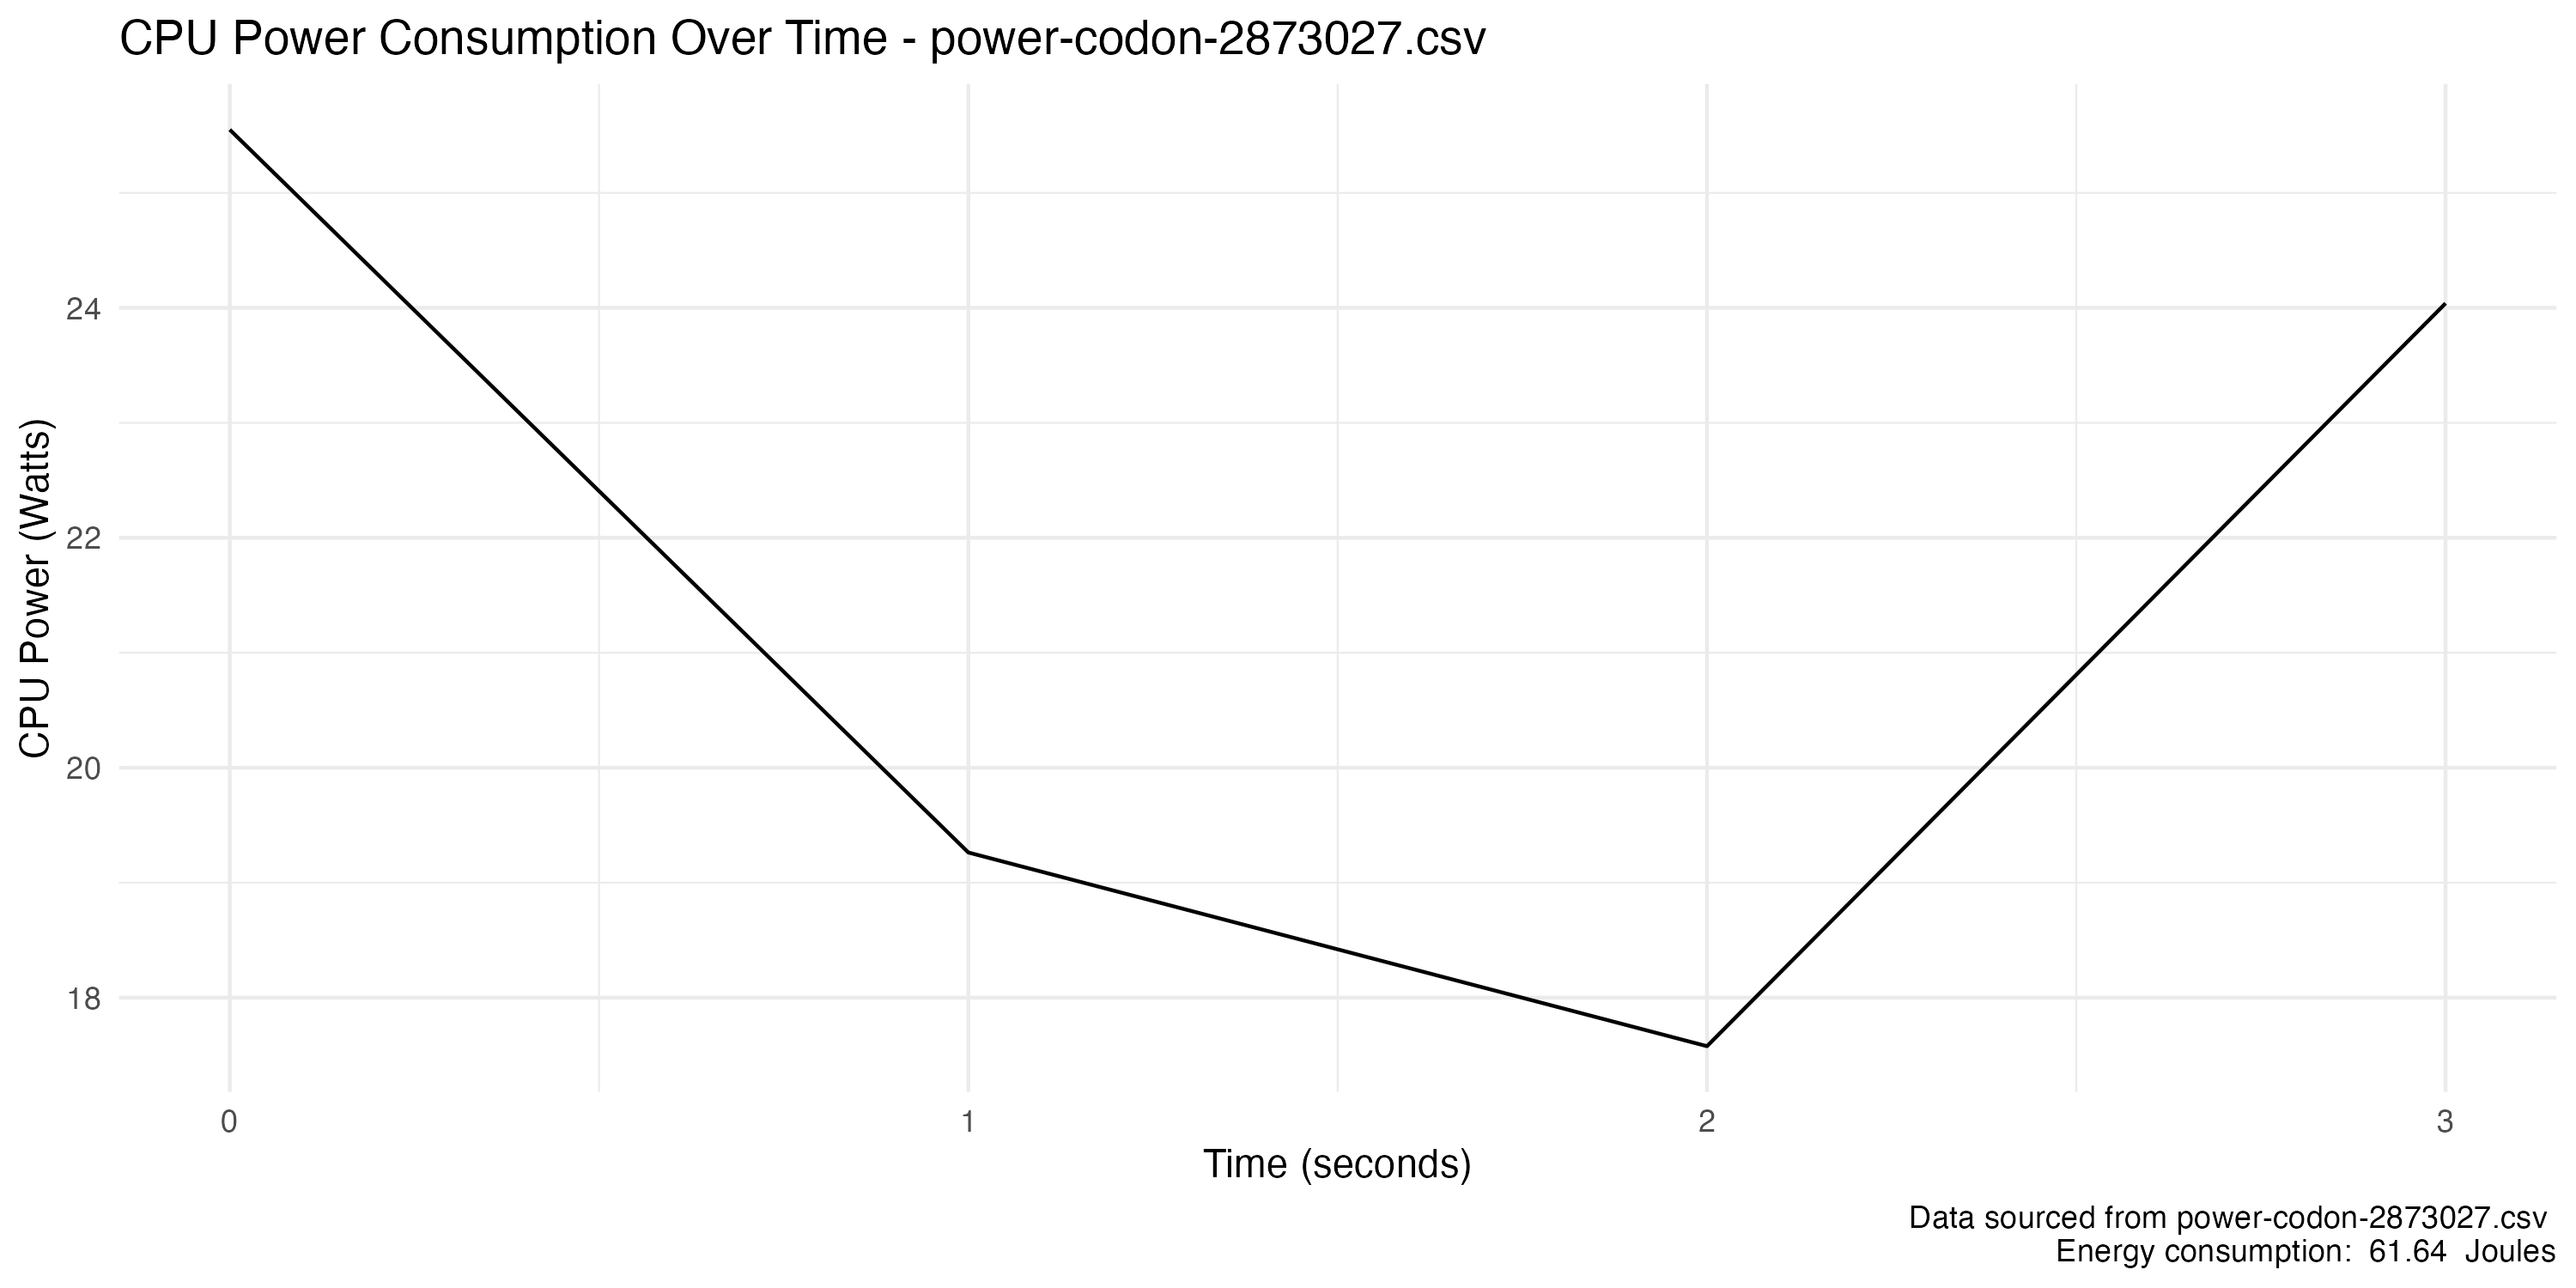 CPU Power Consumption Over Time - power-codon-2873027.csv
CPU Power (Watts)
24
22
20
18
0 1 2 3
Time (seconds)
Data sourced from power-codon-2873027.csv
Energy consumption: 61.64 Joules